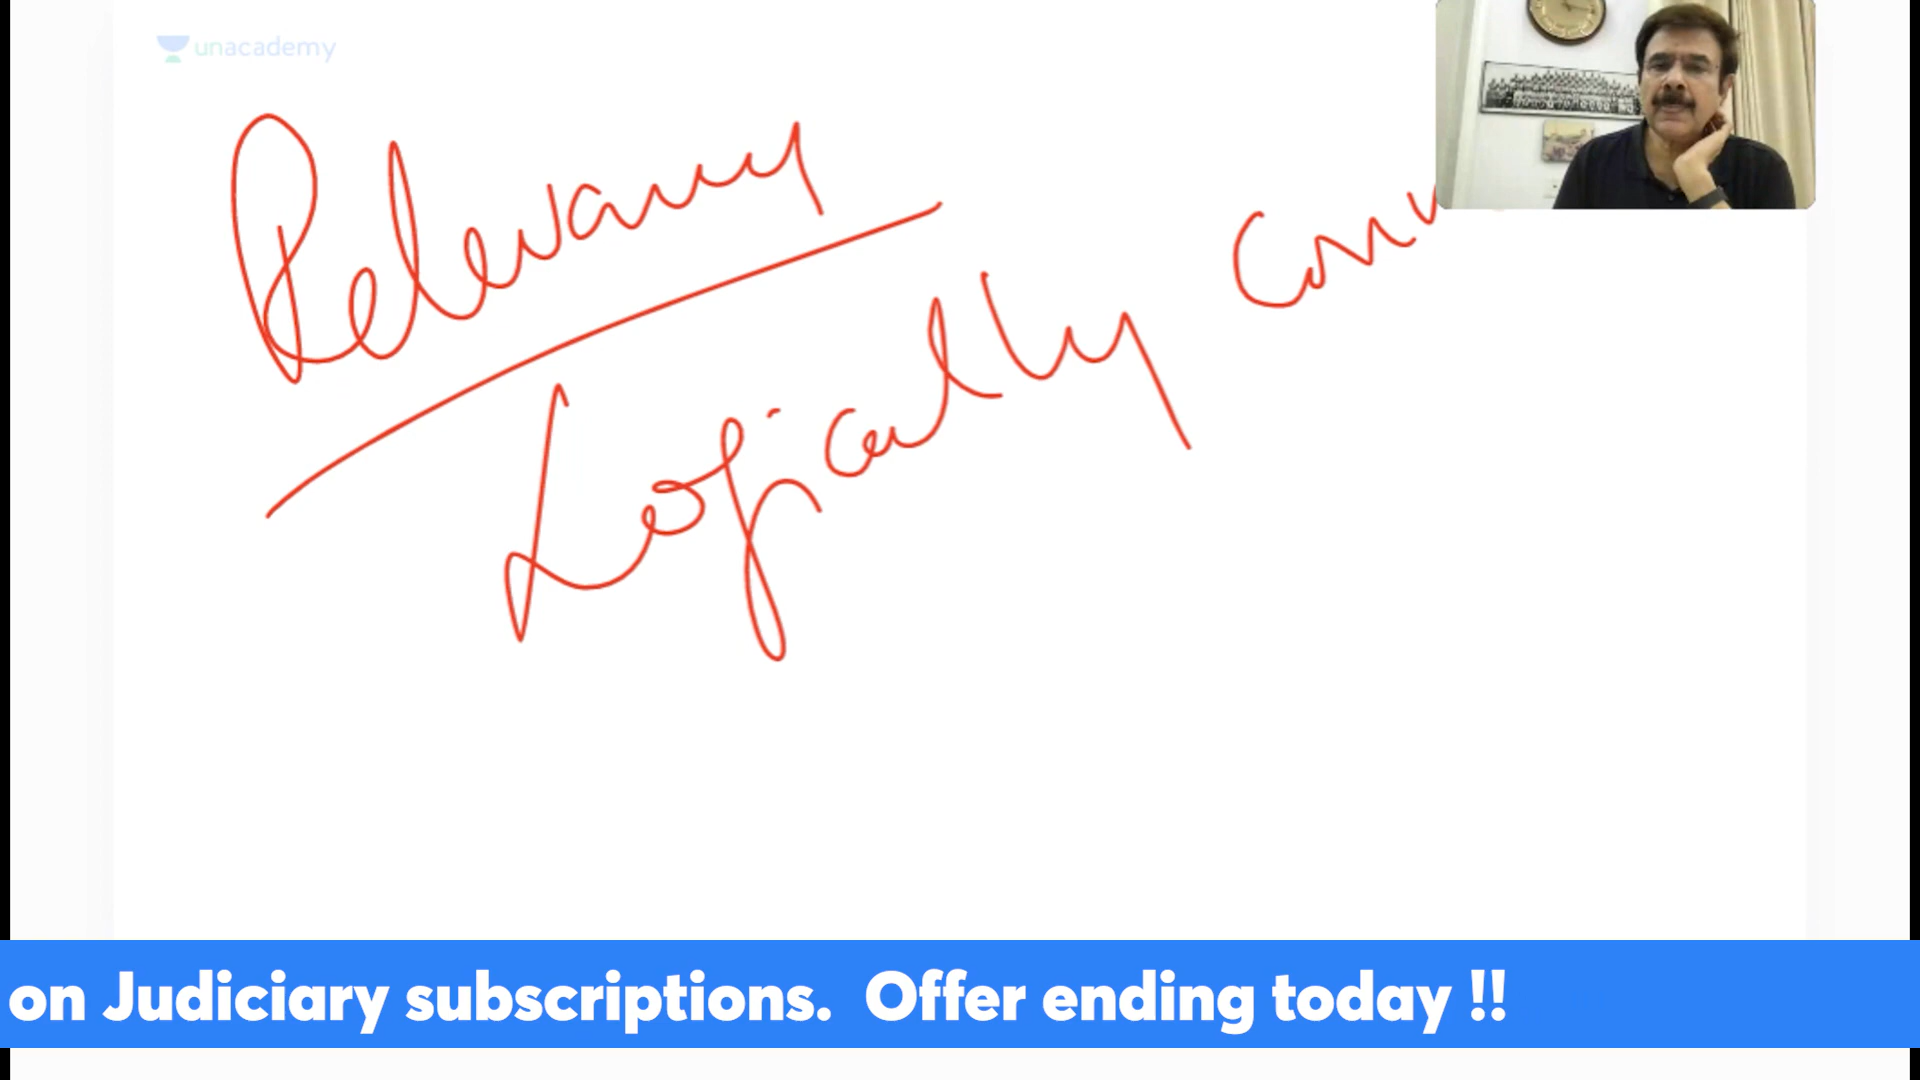 unacademy
Relevancy
Logically
on Judiciary subscriptions. Offer ending today !!